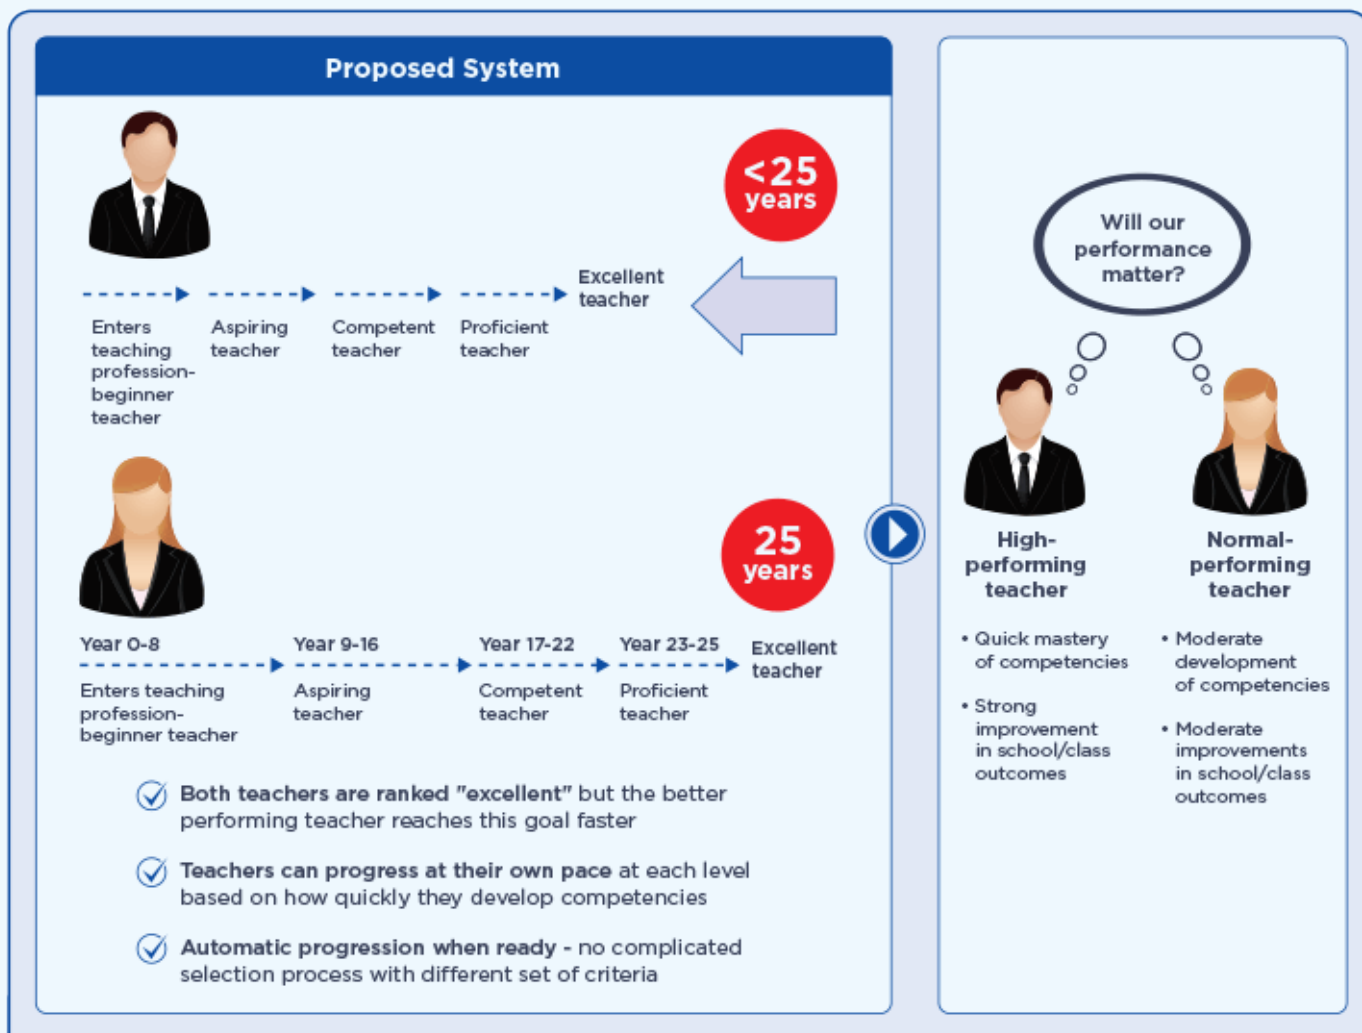 Proposed System
<25
years
Excellent
teacher
Enters
teaching
profession-
beginner
teacher
Aspiring
teacher
Competent
teacher
Proficient
teacher
25
years
Year 0-8
Year 9-16
Year 17-22
Year 23-25
Excellent
teacher
Enters teaching
profession-
beginner teacher
Aspiring
teacher
Competent
teacher
Proficient
teacher
Both teachers are ranked "excellent" but the better
performing teacher reaches this goal faster
Teachers can progress at their own pace at each level
based on how quickly they develop competencies
Automatic progression when ready - no complicated
selection process with different set of criteria
Will our
performance
matter?
High-
performing
teacher
• Quick mastery
of competencies
• Strong
improvement
in school/class
outcomes
Normal-
performing
teacher
• Moderate
development
of competencies
• Moderate
improvements
in school/class
outcomes